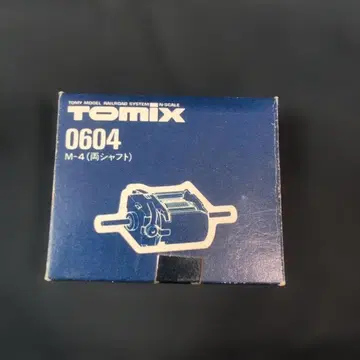 TOMY MODEL RAILROAD SYSTEM N-SCALE
TOMIX
0604
M-4(両シャフト)